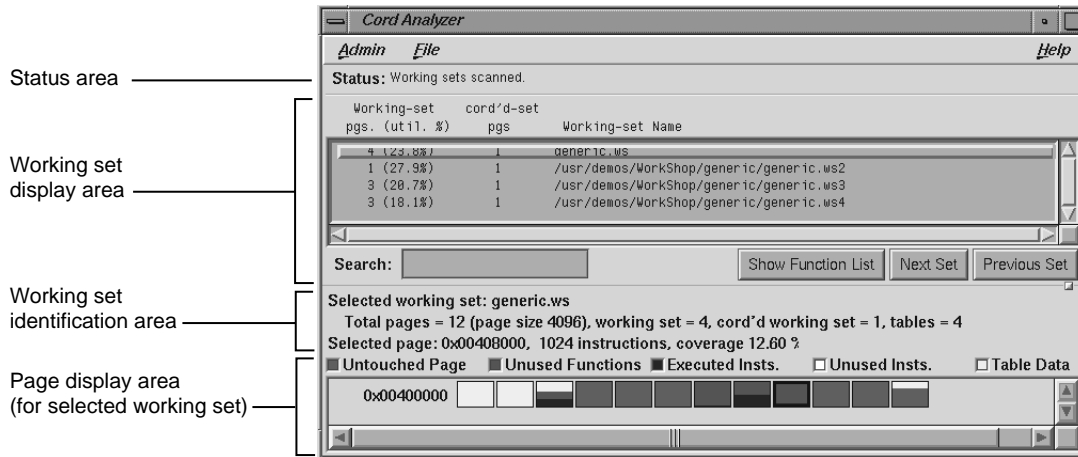 Cord Analyzer
Admin File Help
Status area
Status: Working sets scanned.
Working-set cord'd-set
pgs. (util. %) pgs Working-set Name
4 (23.8%) 1 generic.ws
1 (27.9%) 1 /usr/demos/WorkShop/generic/generic.ws2
3 (20.7%) 1 /usr/demos/WorkShop/generic/generic.ws3
3 (18.1%) 1 /usr/demos/WorkShop/generic/generic.ws4
Working set
display area
Search: Show Function List Next Set Previous Set
Working set
identification area
Selected working set: generic.ws
Total pages = 12 (page size 4096), working set = 4, cord'd working set = 1, tables = 4
Selected page: 0x00408000, 1024 instructions, coverage 12.60 %
Untouched Page Unused Functions Executed Insts. Unused Insts. Table Data
Page display area
(for selected working set)
0x00400000